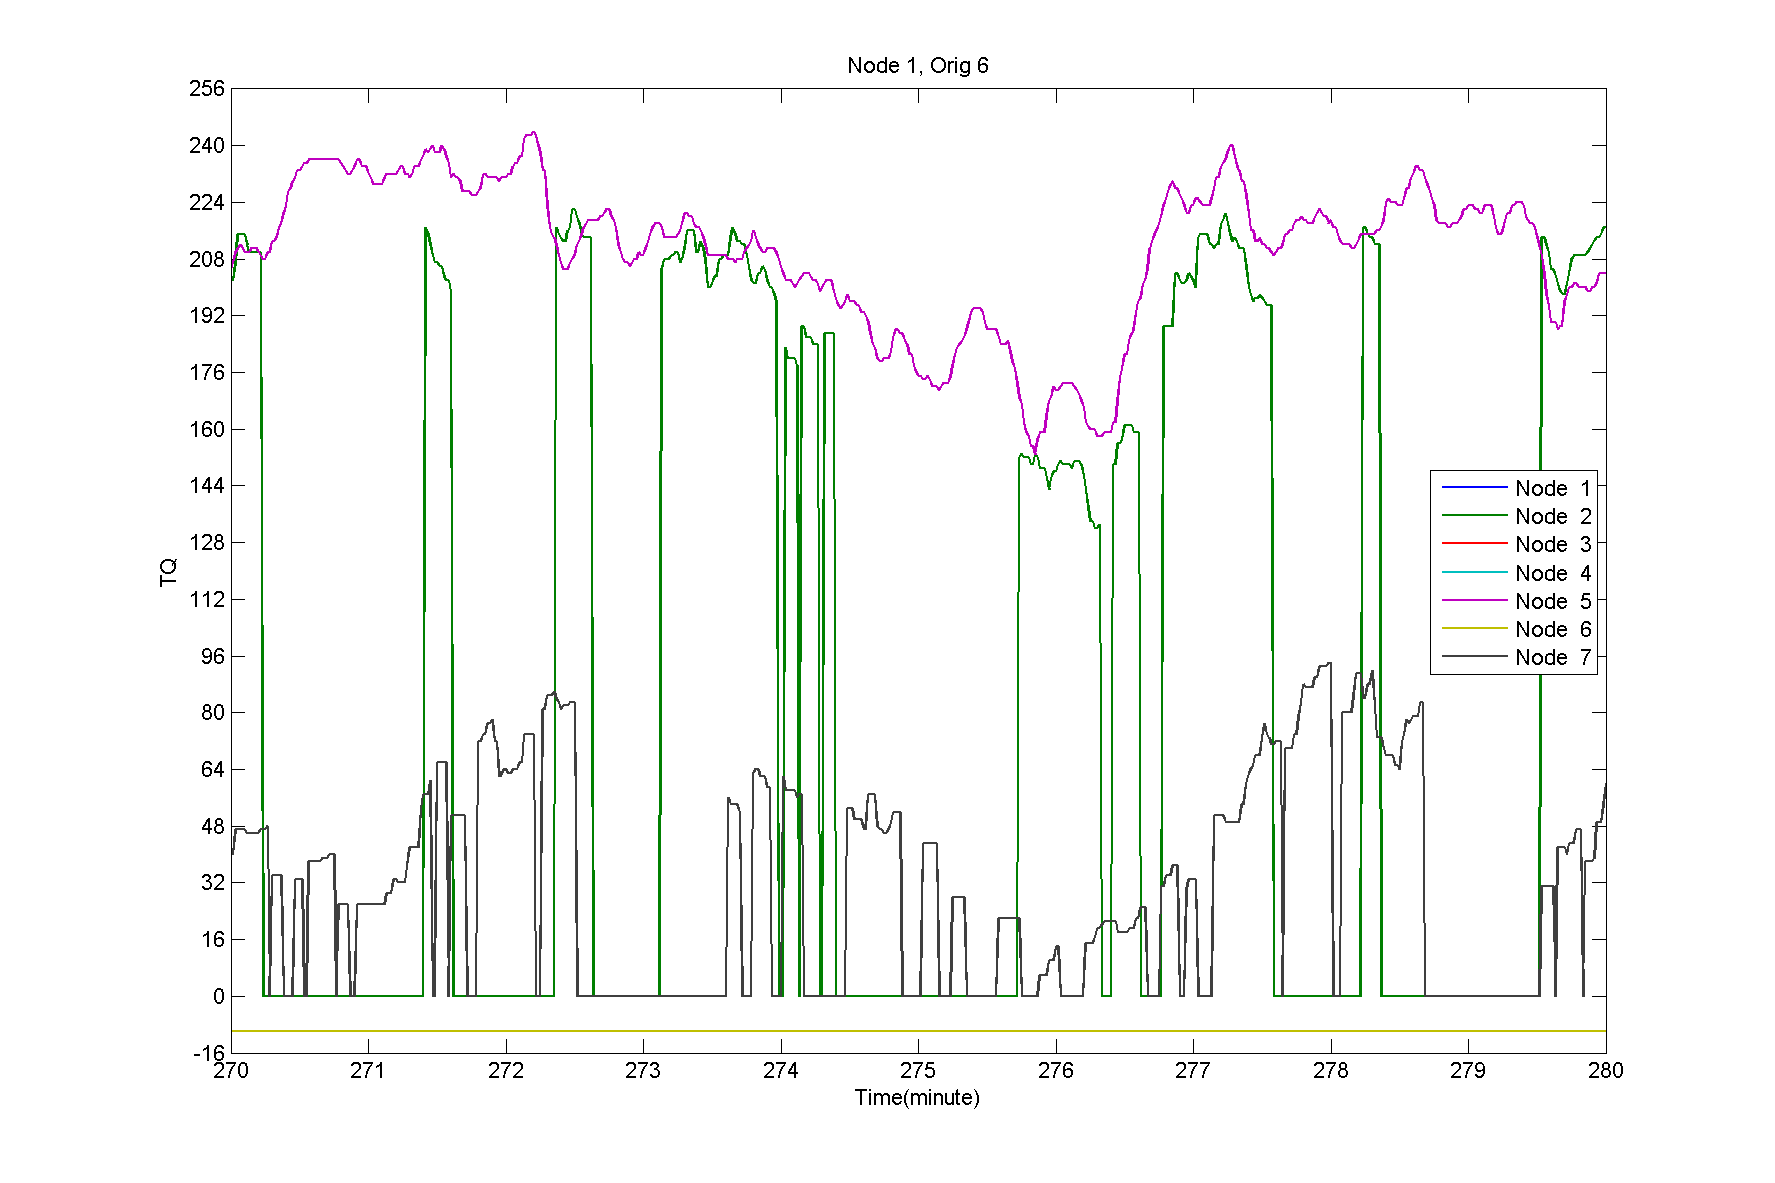 Node 1, Orig 6
256
240
224
208
192
176
160
144
128
112
96
80
64
48
32
16
0
-16
TQ
Node 1
Node 2
Node 3
Node 4
Node 5
Node 6
Node 7
270 271 272 273 274 275 276 277 278 279 280
Time(minute)